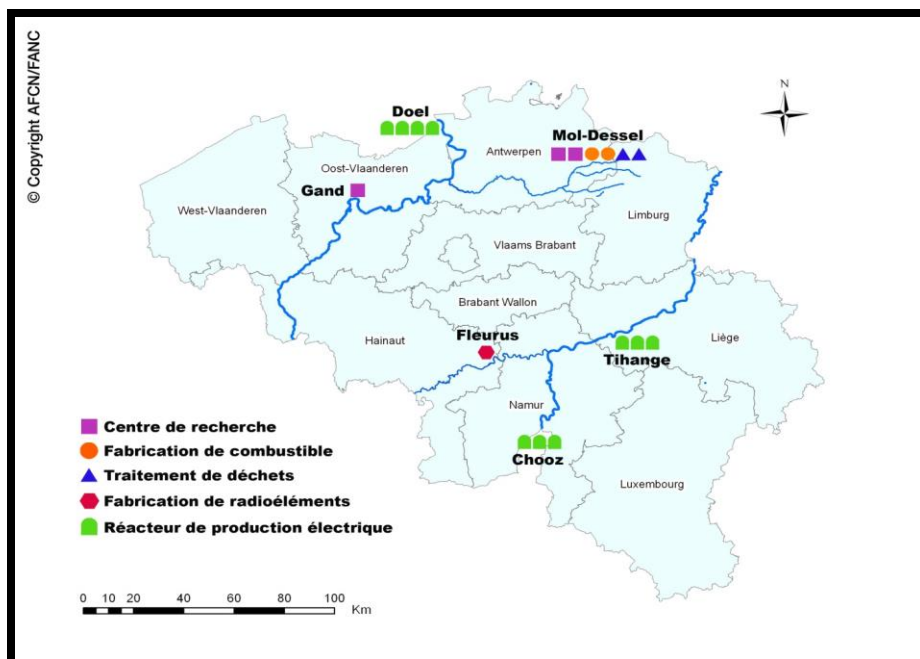 © Copyright AFCN/FANC
N
Doel
Mol-Dessel
Antwerpen
Oost-Vlaanderen
Gand
West-Vlaanderen
Limburg
Vlaams Brabant
Brabant Wallon
Fleurus
Hainaut
Liège
Tihange
Namur
Chooz
Luxembourg
Centre de recherche
Fabrication de combustible
Traitement de déchets
Fabrication de radioéléments
Réacteur de production électrique
0 10 20 40 60 80 100
Km